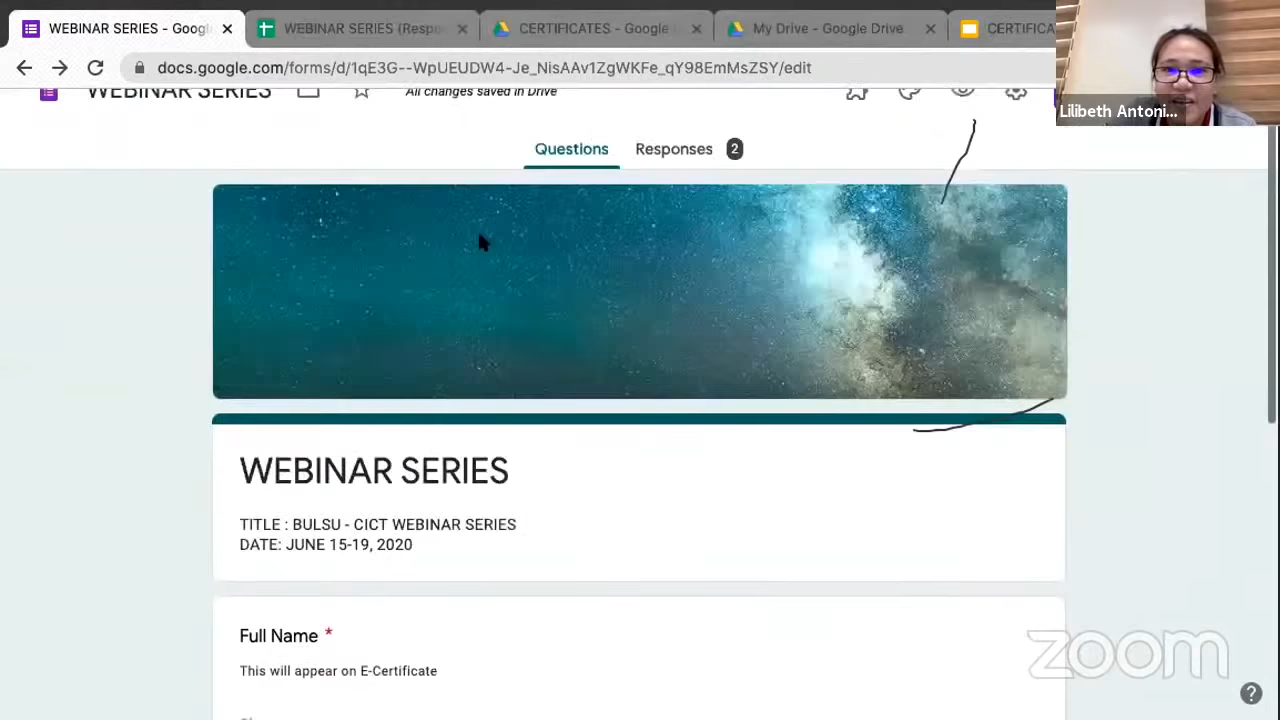 WEBINAR SERIES - Googl
WEBINAR SERIES (Respo
CERTIFICATES - Google
My Drive - Google Drive
CERTIFICA
docs.google.com/forms/d/1qE3G--WpUEUDW4-Je_NisAAv1ZgWKFe_qY98EmMsZSY/edit
Lilibeth Antoni...
WEBINAR SERIES
All changes saved in Drive
Questions
Responses 2
WEBINAR SERIES
TITLE : BULSU - CICT WEBINAR SERIES
DATE: JUNE 15-19, 2020
Full Name *
This will appear on E-Certificate
zoom